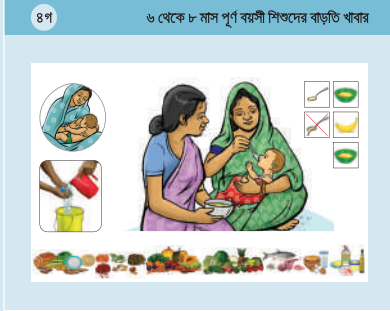 ৪গ ৬ থেকে ৮ মাস পূর্ণ বয়সী শিশুদের বাড়তি খাবার